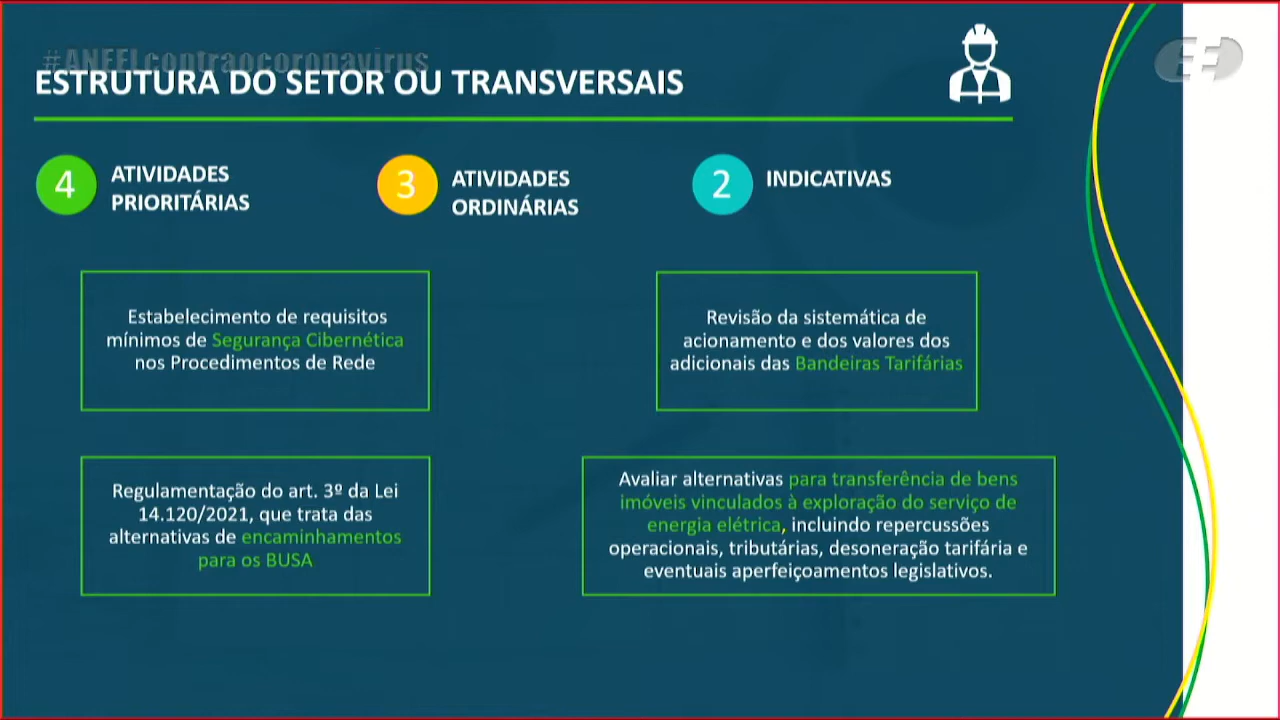 #ANEELcontraocoronavirus
ESTRUTURA DO SETOR OU TRANSVERSAIS
4
ATIVIDADES
PRIORITÁRIAS
3
ATIVIDADES
ORDINÁRIAS
2
INDICATIVAS
Estabelecimento de requisitos
mínimos de Segurança Cibernética
nos Procedimentos de Rede
Revisão da sistemática de
acionamento e dos valores dos
adicionais das Bandeiras Tarifárias
Regulamentação do art. 3º da Lei
14.120/2021, que trata das
alternativas de encaminhamentos
para os BUSA
Avaliar alternativas para transferência de bens
imóveis vinculados à exploração do serviço de
energia elétrica, incluindo repercussões
operacionais, tributárias, desoneração tarifária e
eventuais aperfeiçoamentos legislativos.